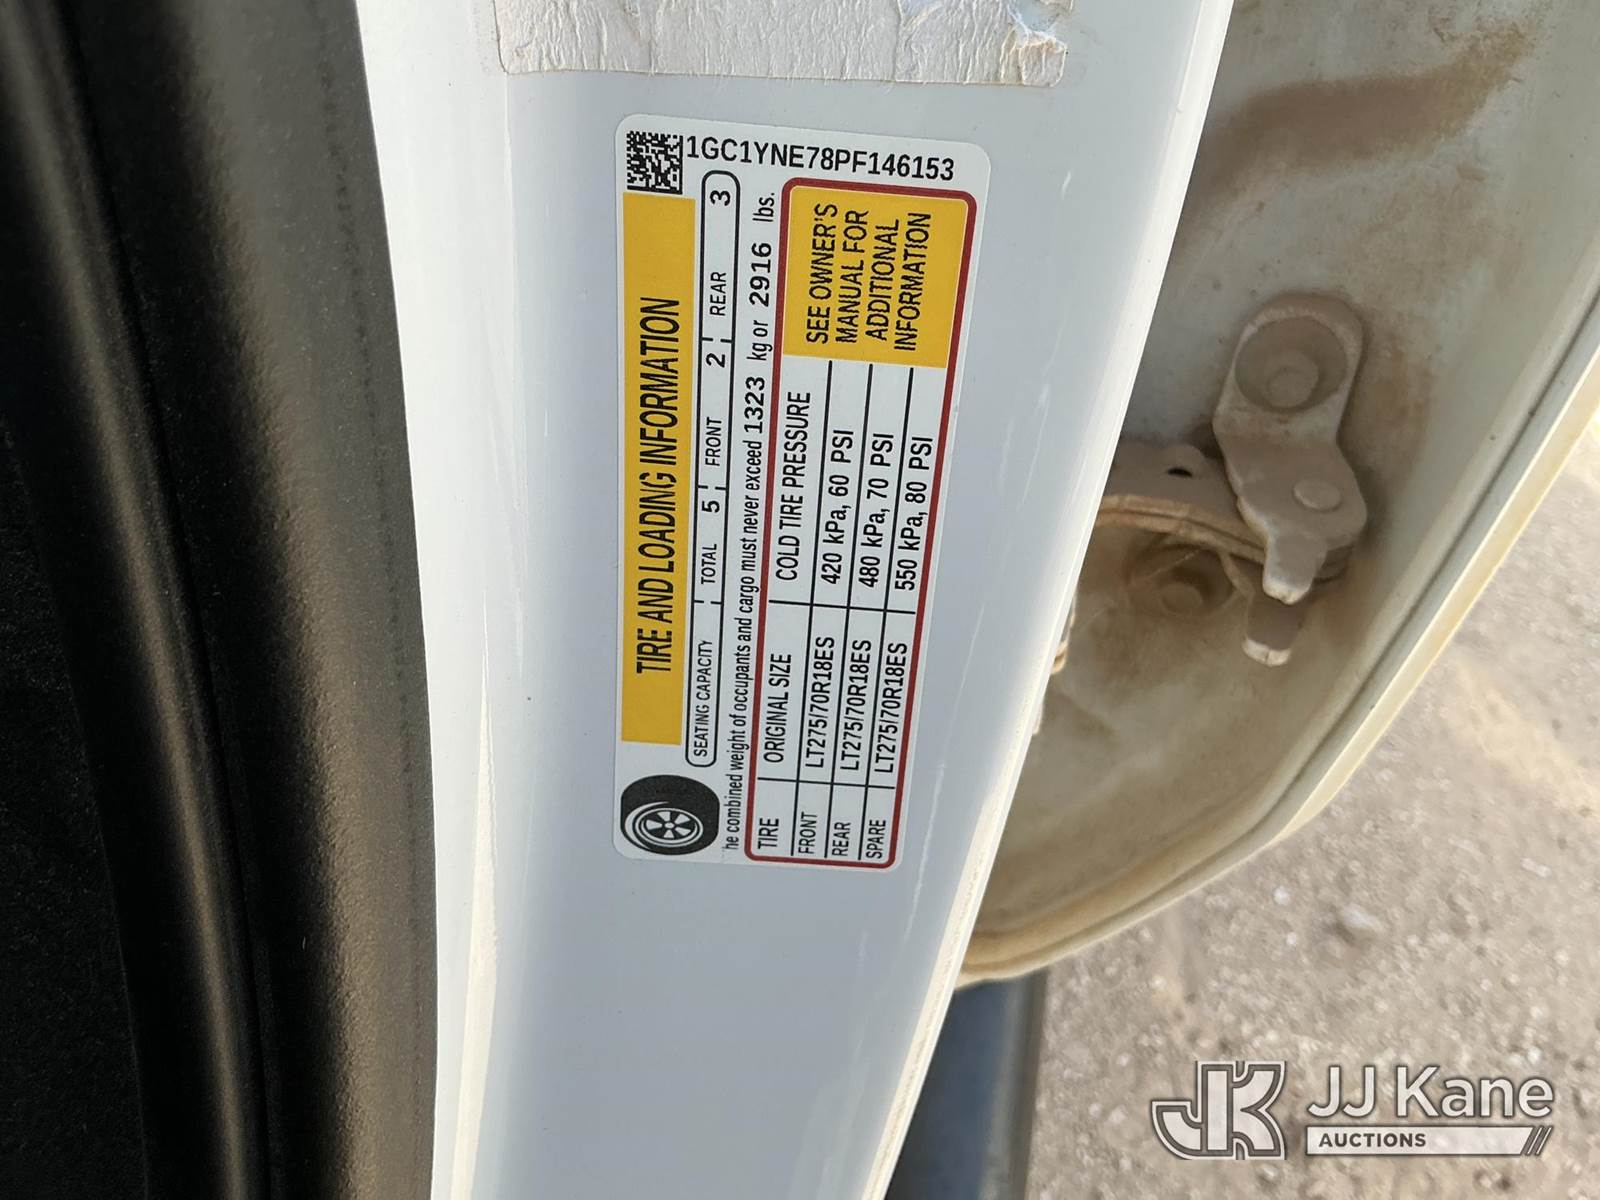 1GC1YNE78PF146153
TIRE AND LOADING INFORMATION
SEATING CAPACITY TOTAL 5 FRONT 2 REAR 3
he combined weight of occupants and cargo must never exceed 1323 kg or 2916 lbs.
TIRE ORIGINAL SIZE COLD TIRE PRESSURE
FRONT LT275/70R18ES 420 kPa, 60 PSI
REAR LT275/70R18ES 480 kPa, 70 PSI
SPARE LT275/70R18ES 550 kPa, 80 PSI
SEE OWNER'S
MANUAL FOR
ADDITIONAL
INFORMATION
JK JJ Kane
AUCTIONS